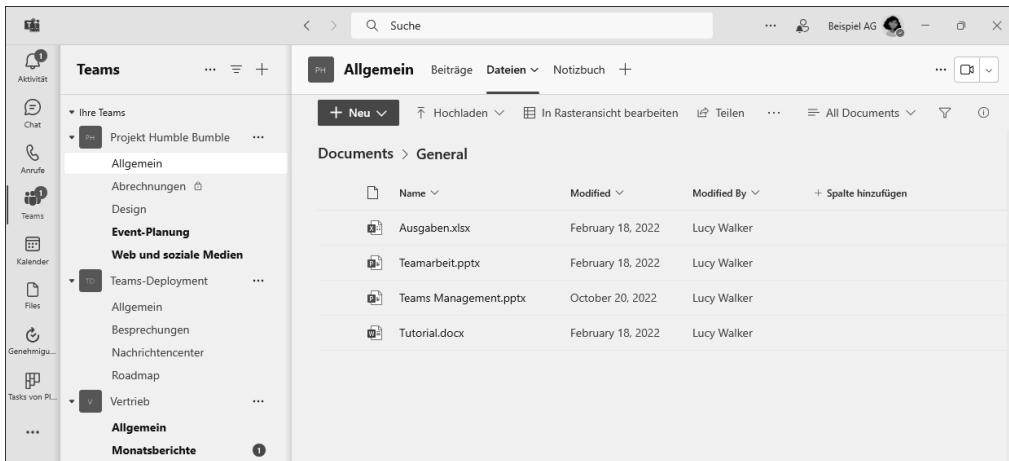 Suche
Beispiel AG
1
Aktivität
Chat
Anrufe
1
Teams
Kalender
Files
Genehmigu...
Tasks von Pl...
Teams
Ihre Teams
PH Projekt Humble Bumble
Allgemein
Abrechnungen
Design
Event-Planung
Web und soziale Medien
TD Teams-Deployment
Allgemein
Besprechungen
Nachrichtencenter
Roadmap
V Vertrieb
Allgemein
Monatsberichte 1
PH Allgemein Beiträge Dateien Notizbuch
Neu Hochladen In Rasteransicht bearbeiten Teilen All Documents
Documents > General
Name Modified Modified By Spalte hinzufügen
Ausgaben.xlsx February 18, 2022 Lucy Walker
Teamarbeit.pptx February 18, 2022 Lucy Walker
Teams Management.pptx October 20, 2022 Lucy Walker
Tutorial.docx February 18, 2022 Lucy Walker